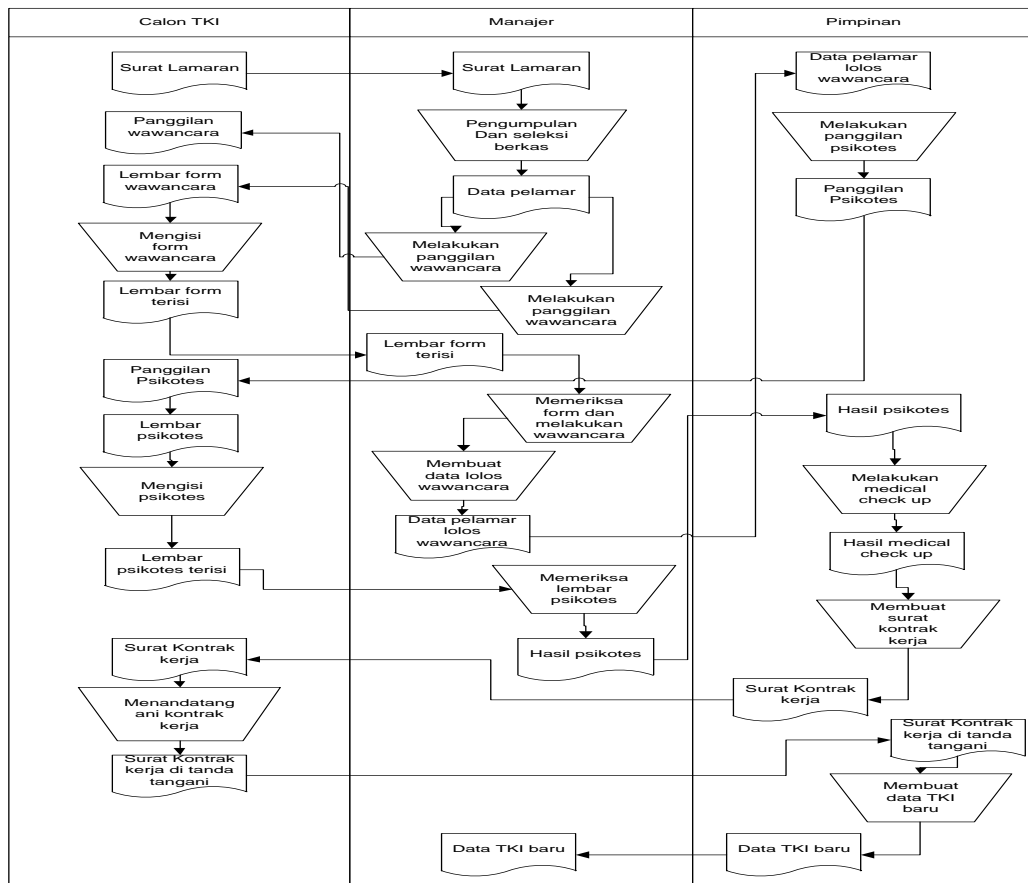 Calon TKI
Manajer
Pimpinan
Surat Lamaran
Surat Lamaran
Data pelamar
lolos
wawancara
Panggilan
wawancara
Pengumpulan
Dan seleksi
berkas
Melakukan
panggilan
psikotes
Lembar form
wawancara
Data pelamar
Panggilan
Psikotes
Mengisi
form
wawancara
Melakukan
panggilan
wawancara
Lembar form
terisi
Melakukan
panggilan
wawancara
Lembar form
terisi
Panggilan
Psikotes
Memeriksa
form dan
melakukan
wawancara
Hasil psikotes
Lembar
psikotes
Membuat
data lolos
wawancara
Melakukan
medical
check up
Mengisi
psikotes
Data pelamar
lolos
wawancara
Hasil medical
check up
Lembar
psikotes terisi
Memeriksa
lembar
psikotes
Membuat
surat
kontrak
kerja
Surat Kontrak
kerja
Hasil psikotes
Surat Kontrak
kerja
Menandatang
ani kontrak
kerja
Surat Kontrak
kerja di tanda
tangani
Surat Kontrak
kerja di tanda
tangani
Membuat
data TKI
baru
Data TKI baru
Data TKI baru